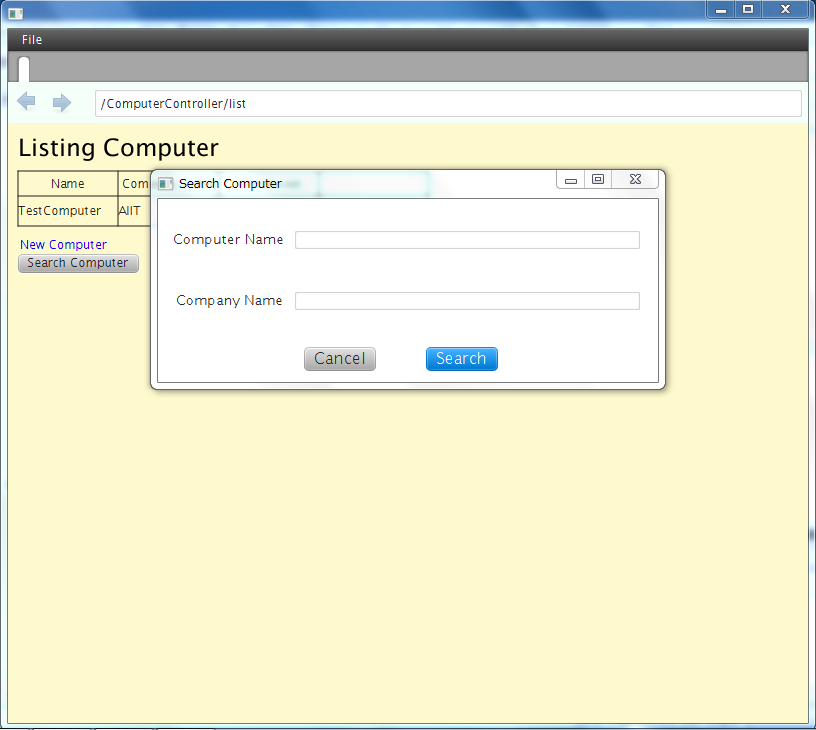 File
/ComputerController/list
Listing Computer
Name Com
TestComputer AIIT
New Computer
Search Computer
Search Computer
Computer Name
Company Name
Cancel Search